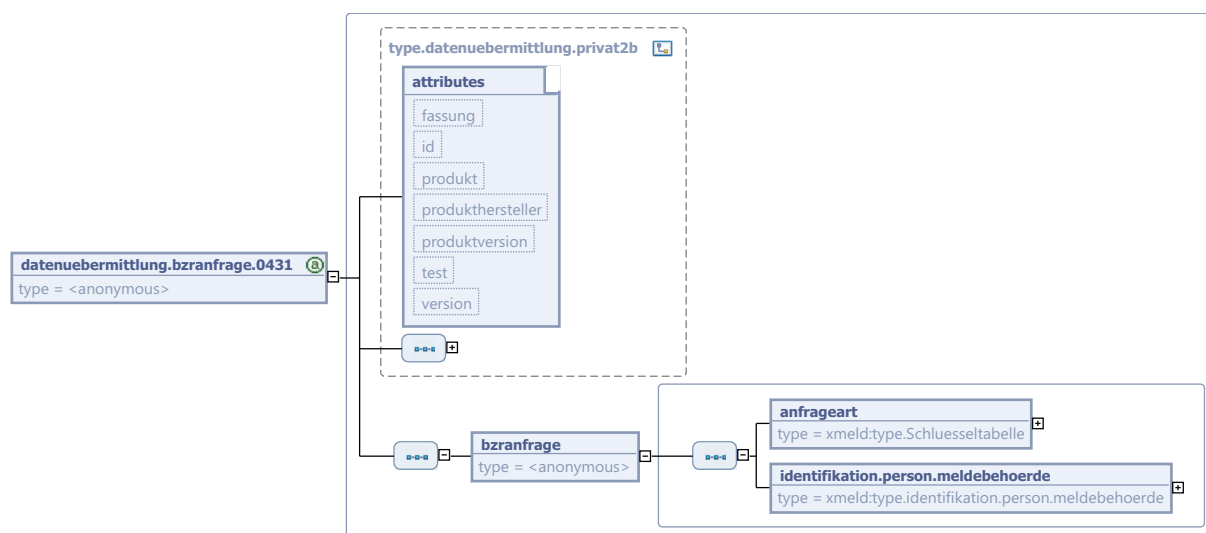 type.datenuebermittlung.privat2b
attributes
fassung
id
produkt
produkthersteller
produktversion
test
version
datenuebermittlung.bzranfrage.0431 a
type = <anonymous>
bzranfrage
type = <anonymous>
anfrageart
type = xmeld:type.Schluesseltabelle
identifikation.person.meldebehoerde
type = xmeld:type.identifikation.person.meldebehoerde